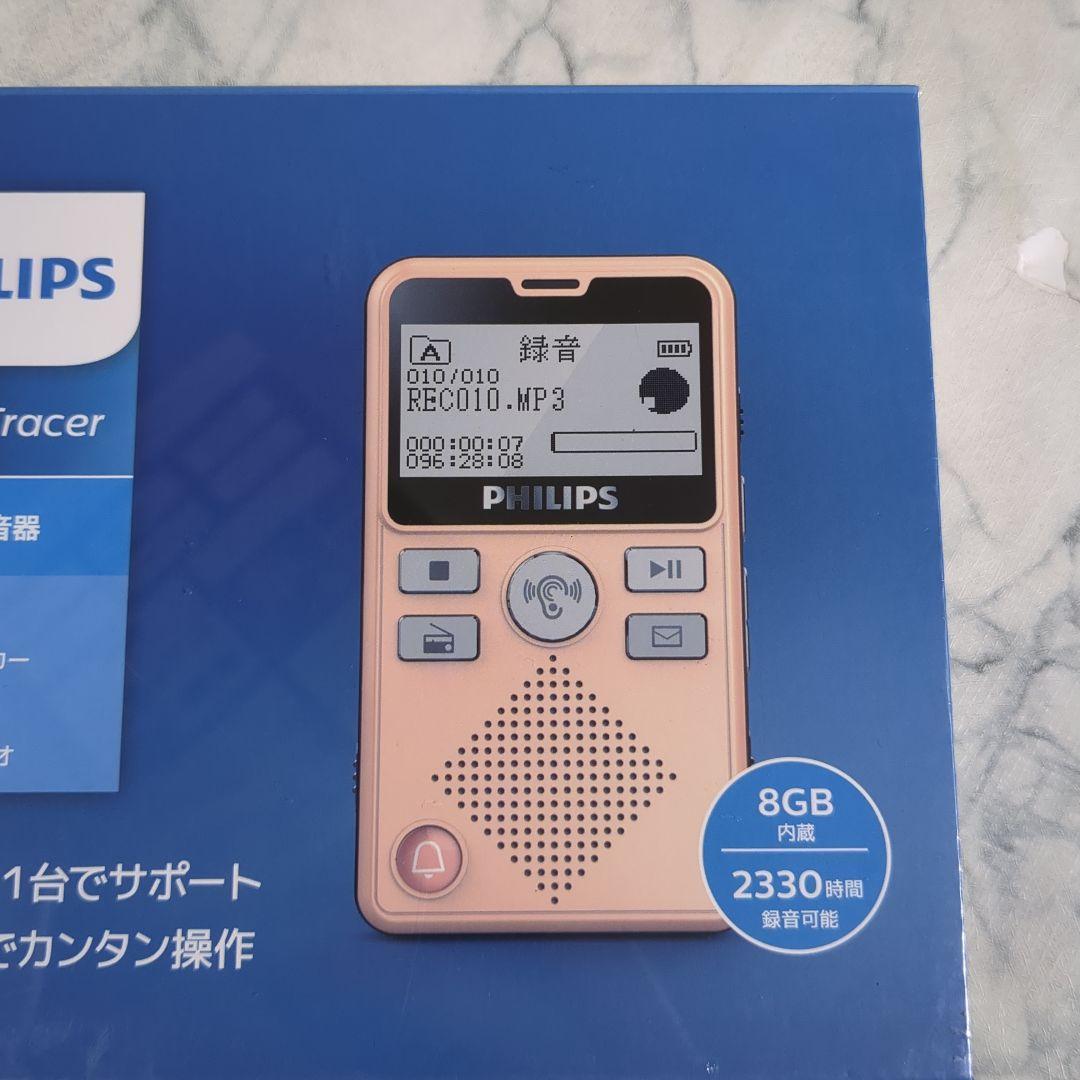 LIPS
Tracer
音器
カー
オ
1台でサポート
でカンタン操作
A
録音
010/010
REC010.MP3
000:00:07
096:28:08
PHILIPS
8GB
内蔵
2330時間
録音可能